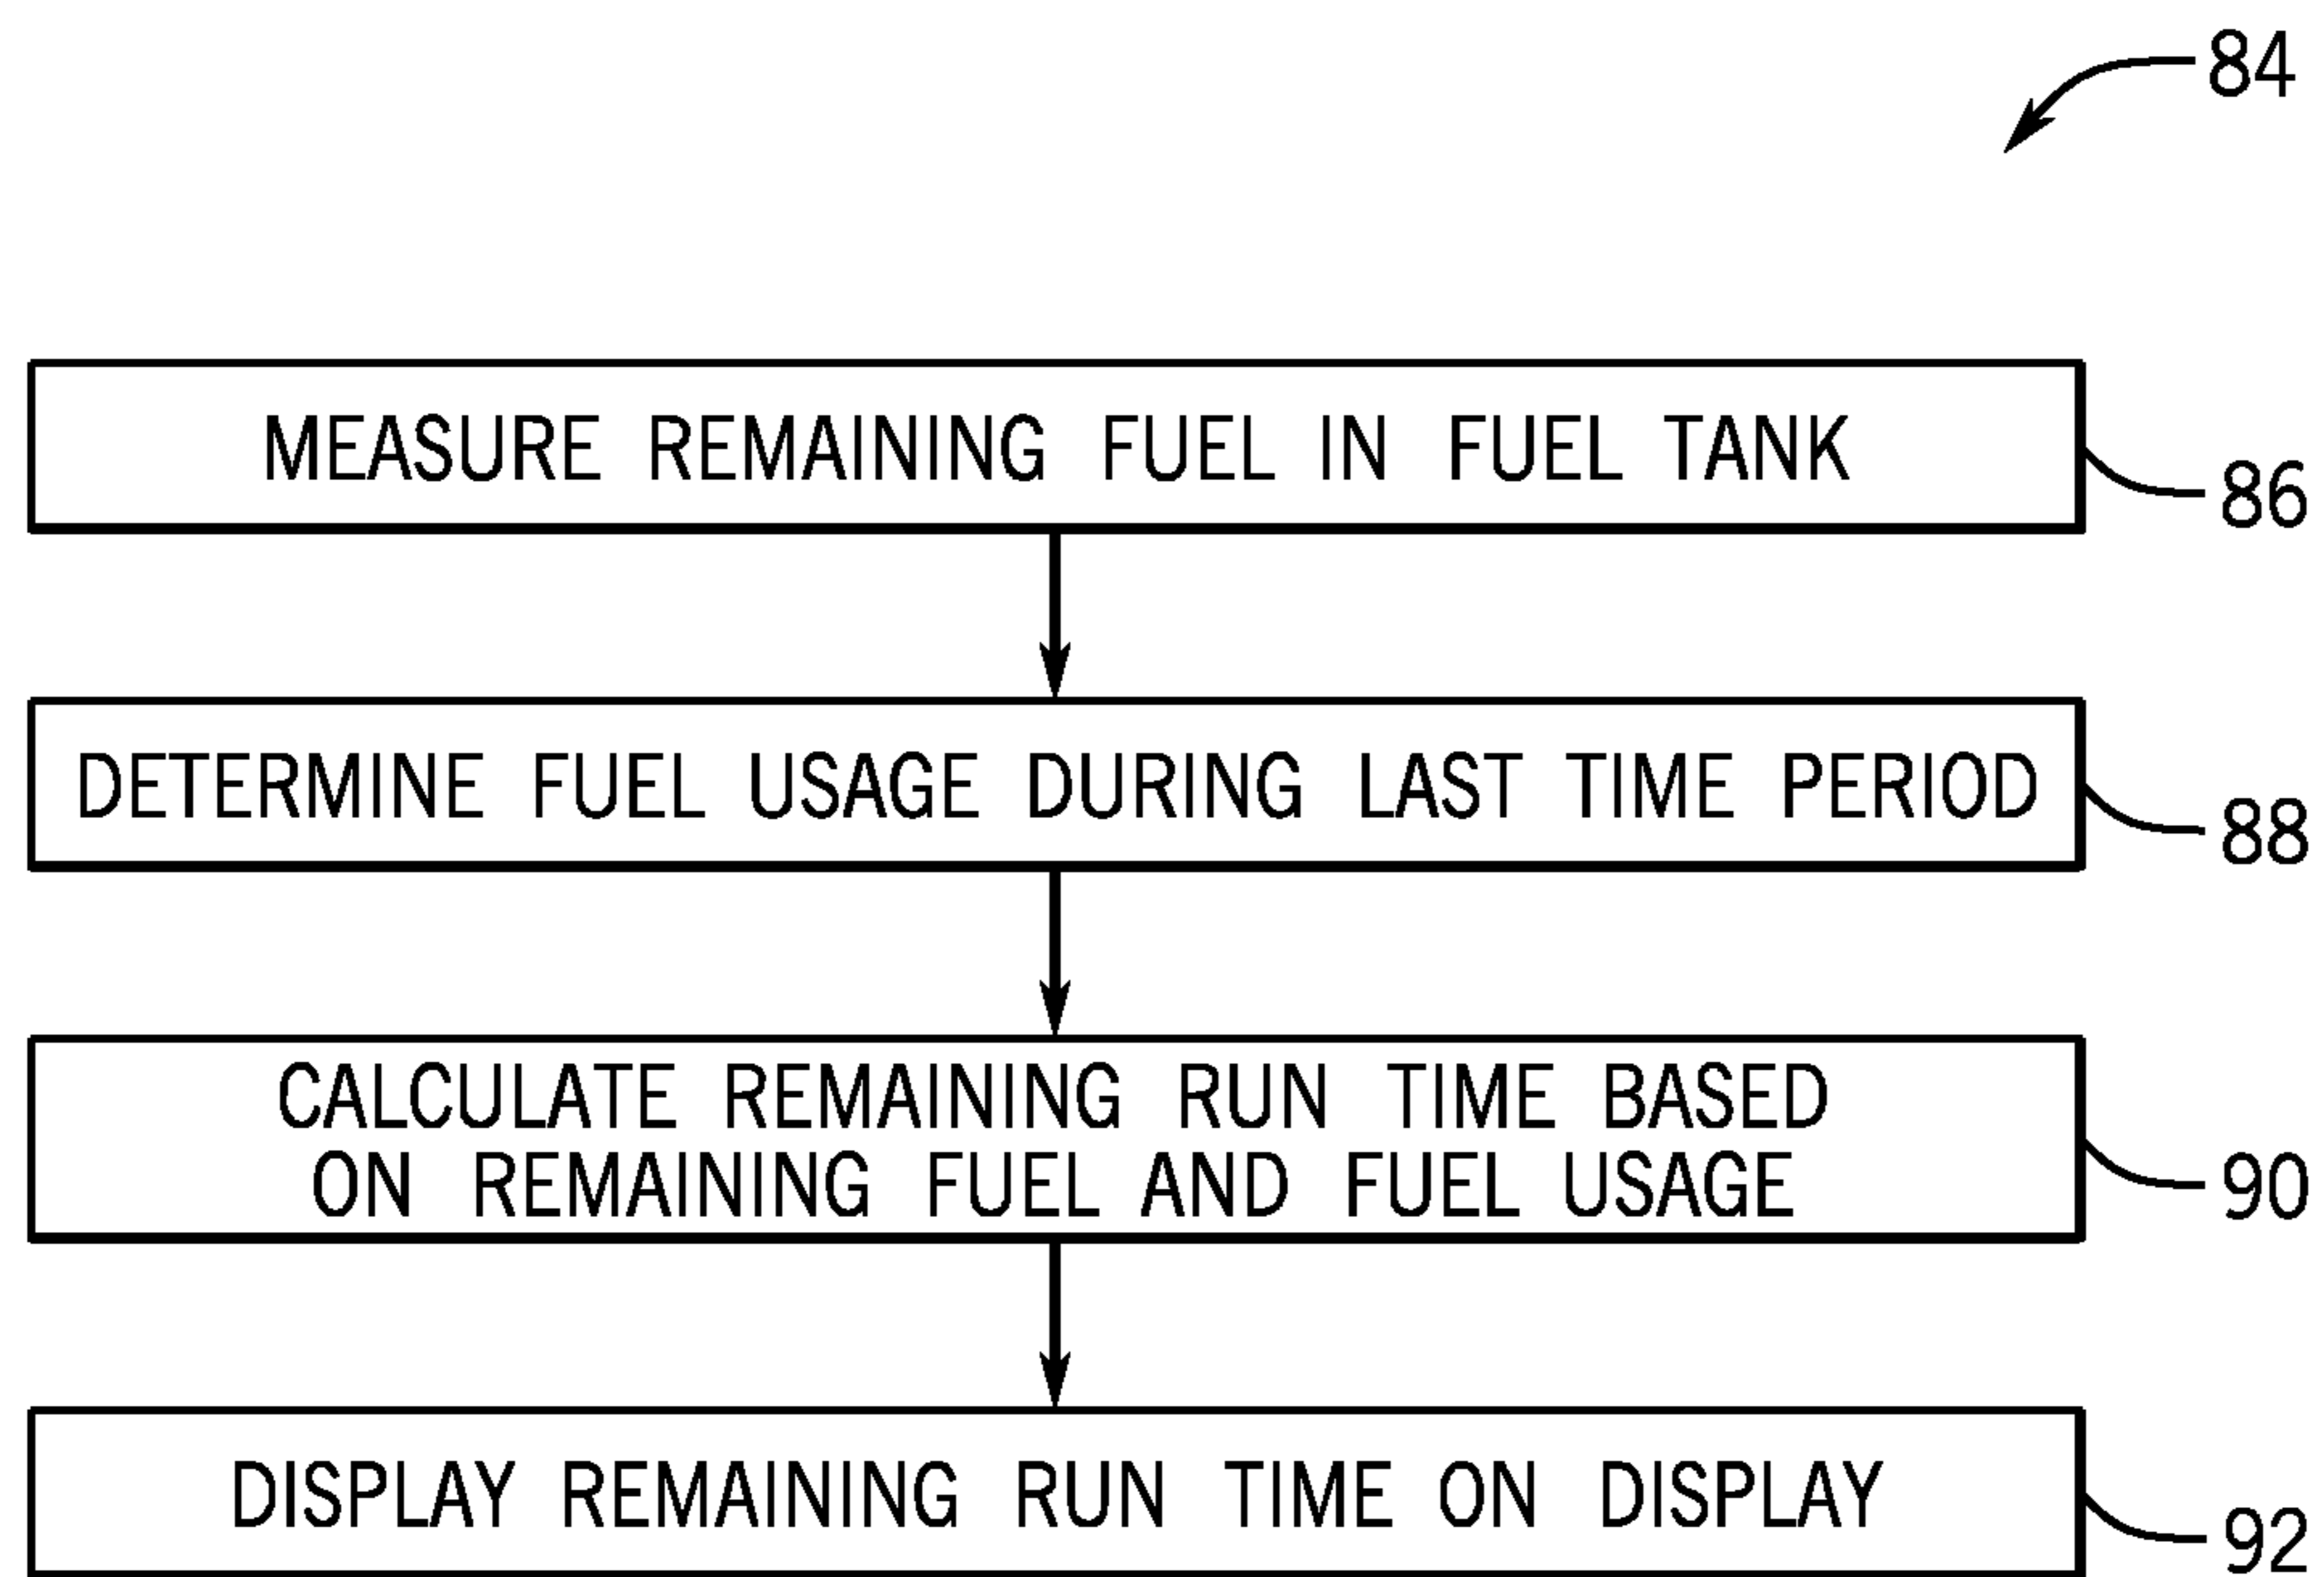 84
MEASURE REMAINING FUEL IN FUEL TANK
86
DETERMINE FUEL USAGE DURING LAST TIME PERIOD
88
CALCULATE REMAINING RUN TIME BASED
ON REMAINING FUEL AND FUEL USAGE
90
DISPLAY REMAINING RUN TIME ON DISPLAY
92